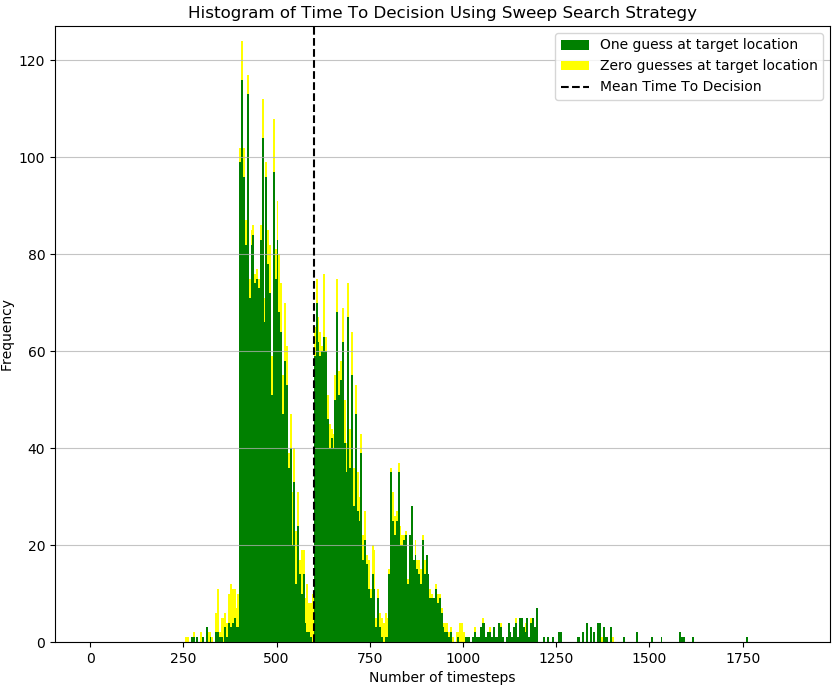 Histogram of Time To Decision Using Sweep Search Strategy
One guess at target location
Zero guesses at target location
Mean Time To Decision
Frequency
120
100
80
60
40
20
0
0 250 500 750 1000 1250 1500 1750
Number of timesteps